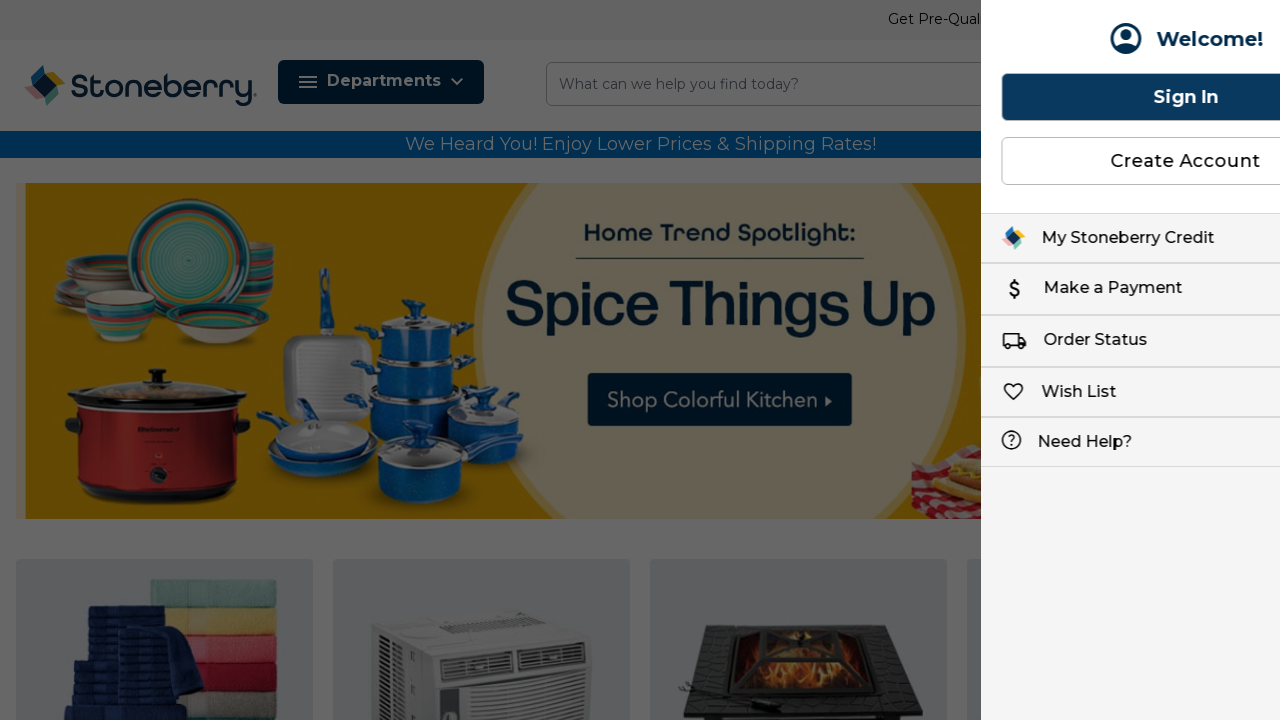 Get Pre-Qual
Welcome!
Sign In
Create Account
Stoneberry
Departments
What can we help you find today?
We Heard You! Enjoy Lower Prices & Shipping Rates!
Home Trend Spotlight:
Spice Things Up
Shop Colorful Kitchen
My Stoneberry Credit
Make a Payment
Order Status
Wish List
Need Help?